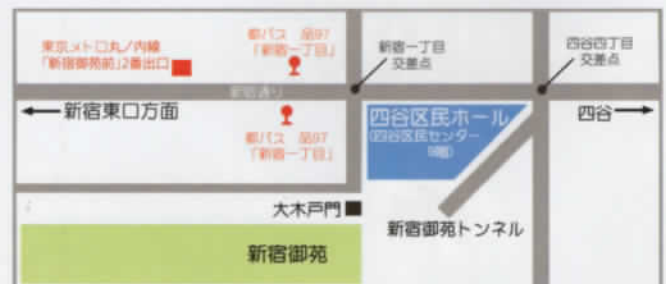 東京メトロ丸ノ内線
「新宿御苑前」2番出口
都バス 品97
「新宿一丁目」
新宿一丁目
交差点
四谷四丁目
交差点
新宿通り
←新宿東口方面
都バス 品97
「新宿一丁目」
四谷区民ホール
(四谷区民センター
9階)
四谷→
大木戸門
新宿御苑トンネル
新宿御苑